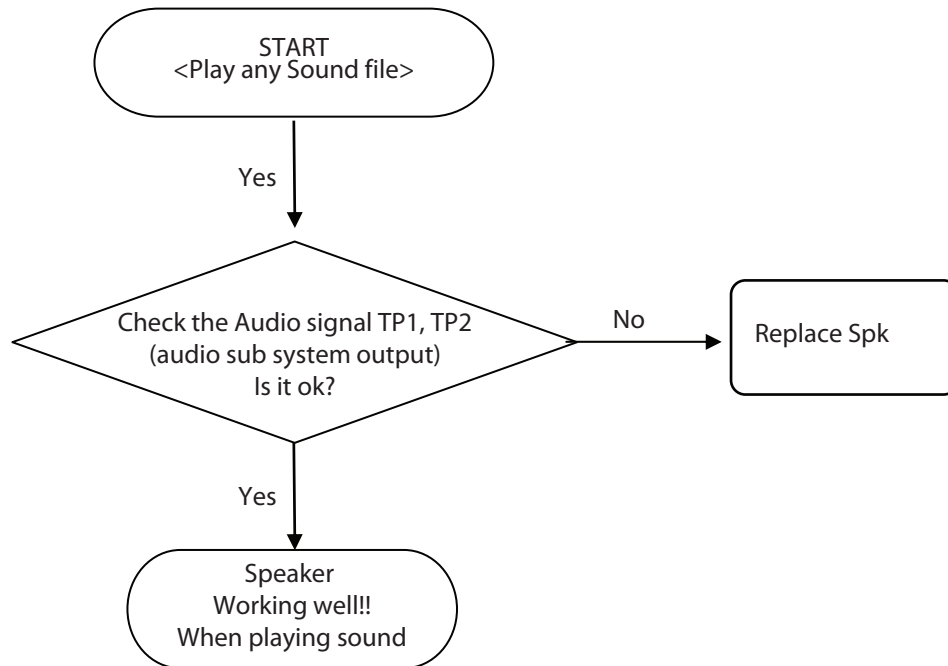 START
<Play any Sound file>
Yes
Check the Audio signal TP1, TP2
(audio sub system output)
Is it ok?
No
Replace Spk
Yes
Speaker
Working well!!
When playing sound